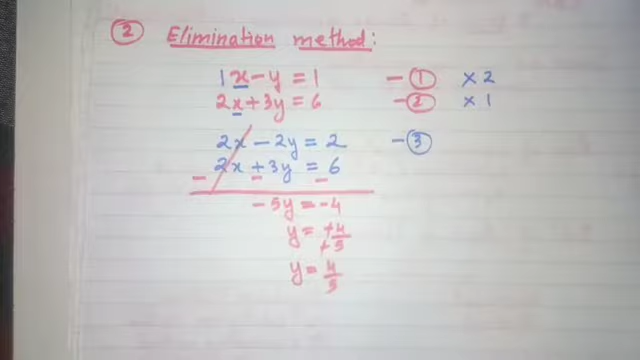 ② Elimination method:
1x - y = 1 - ① × 2
2x + 3y = 6 - ② × 1
2x - 2y = 2 - ③
2x + 3y = 6
- - -
-5y = -4
y = +4/+5
y = 4/5